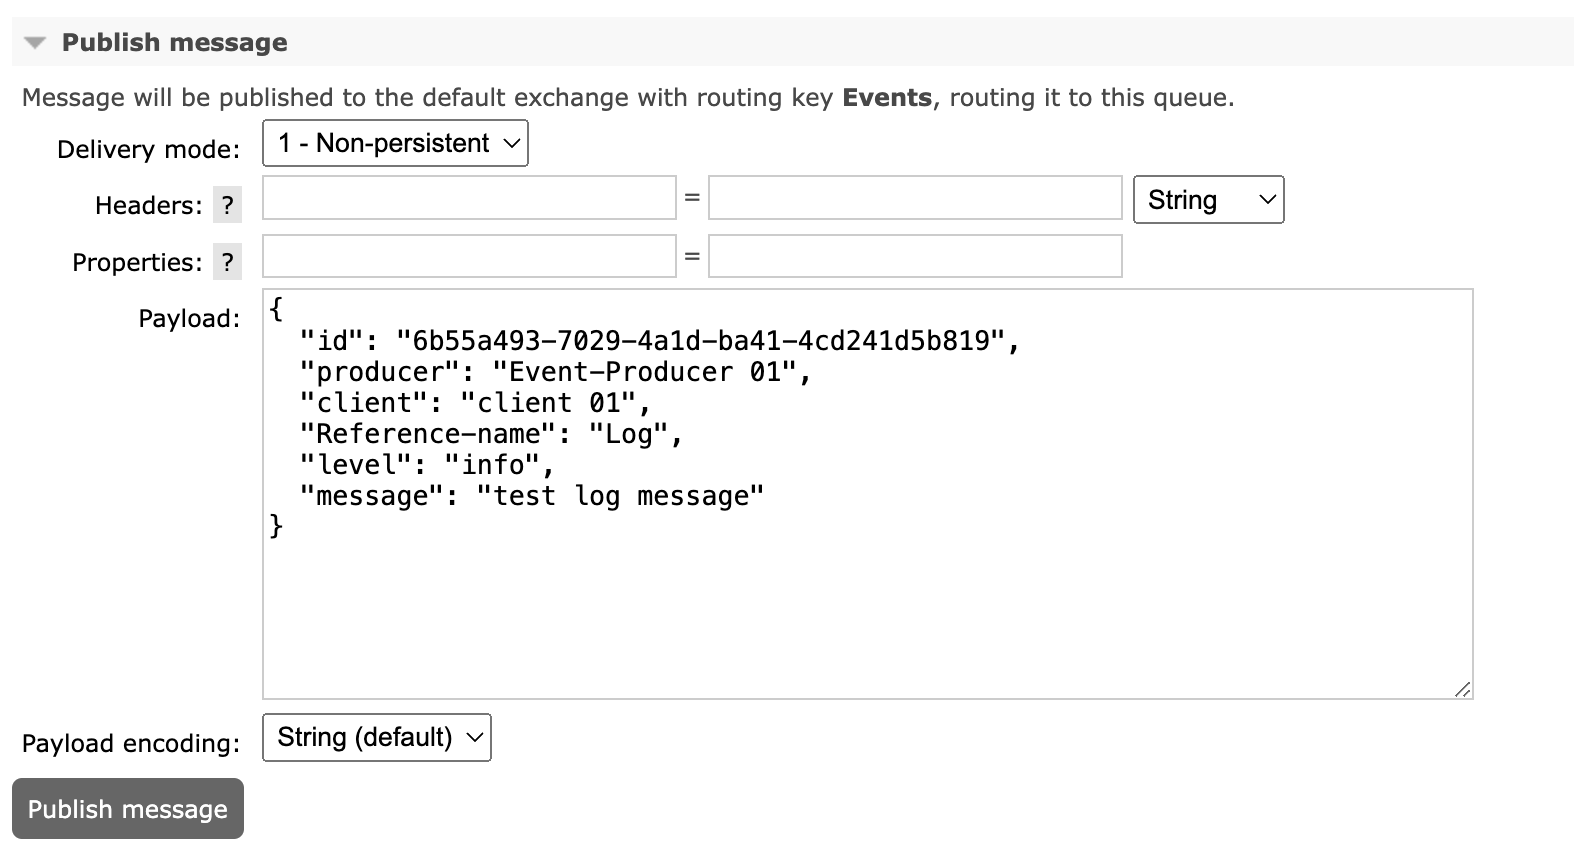 Publish message
Message will be published to the default exchange with routing key Events, routing it to this queue.
Delivery mode: 1 - Non-persistent
Headers: ? = String
Properties: ? =
Payload: {
  "id": "6b55a493-7029-4a1d-ba41-4cd241d5b819",
  "producer": "Event-Producer 01",
  "client": "client 01",
  "Reference-name": "Log",
  "level": "info",
  "message": "test log message"
}
Payload encoding: String (default)
Publish message